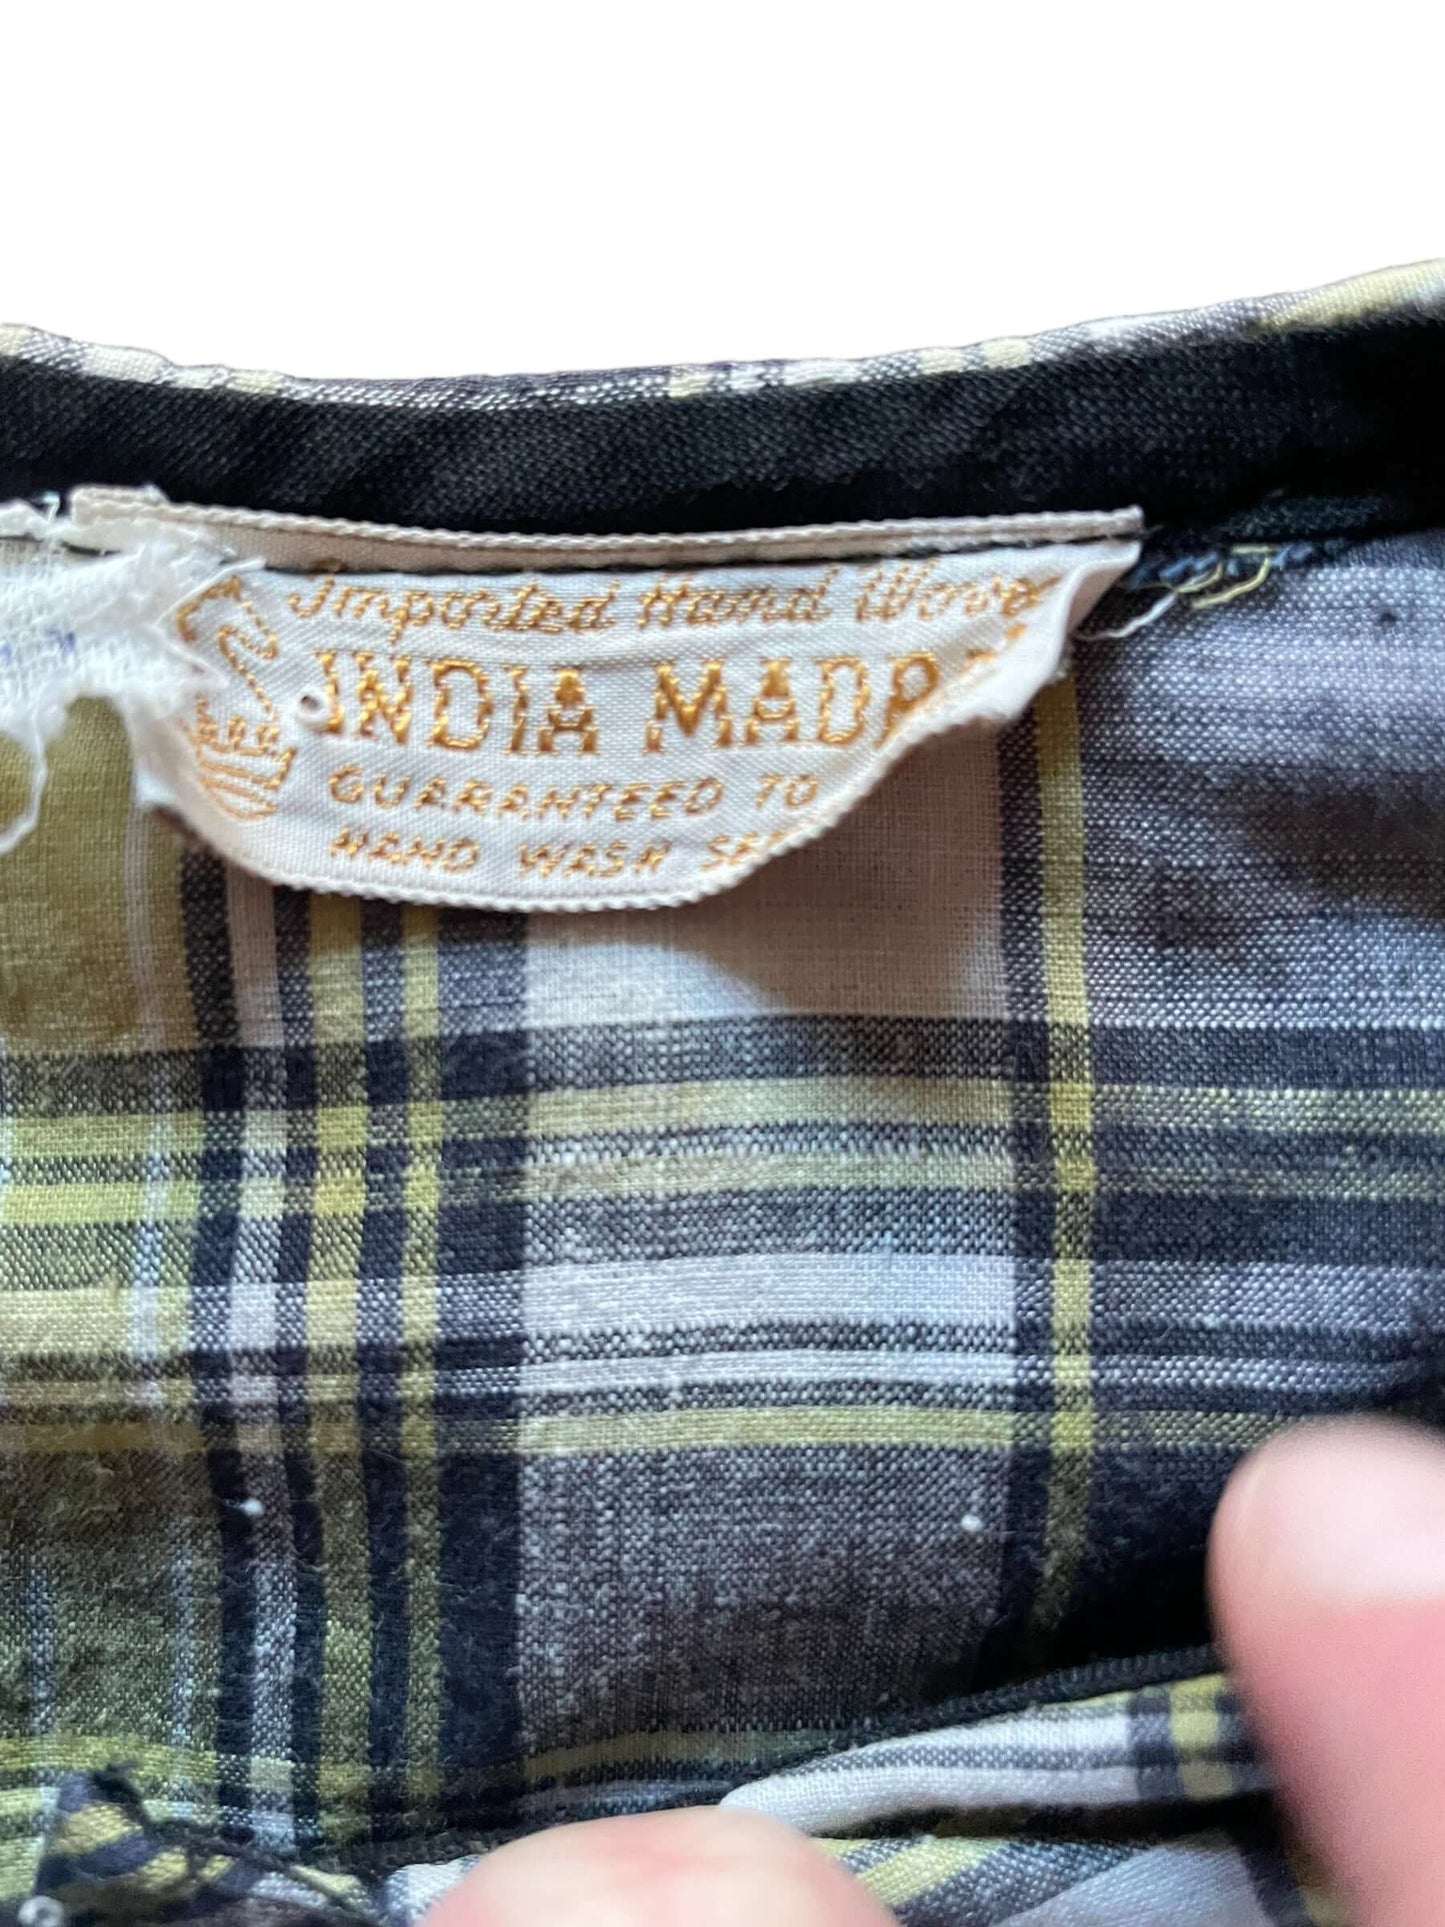 Imported Hand Wove
INDIA MADR
GUARANTEED TO
HAND WASH